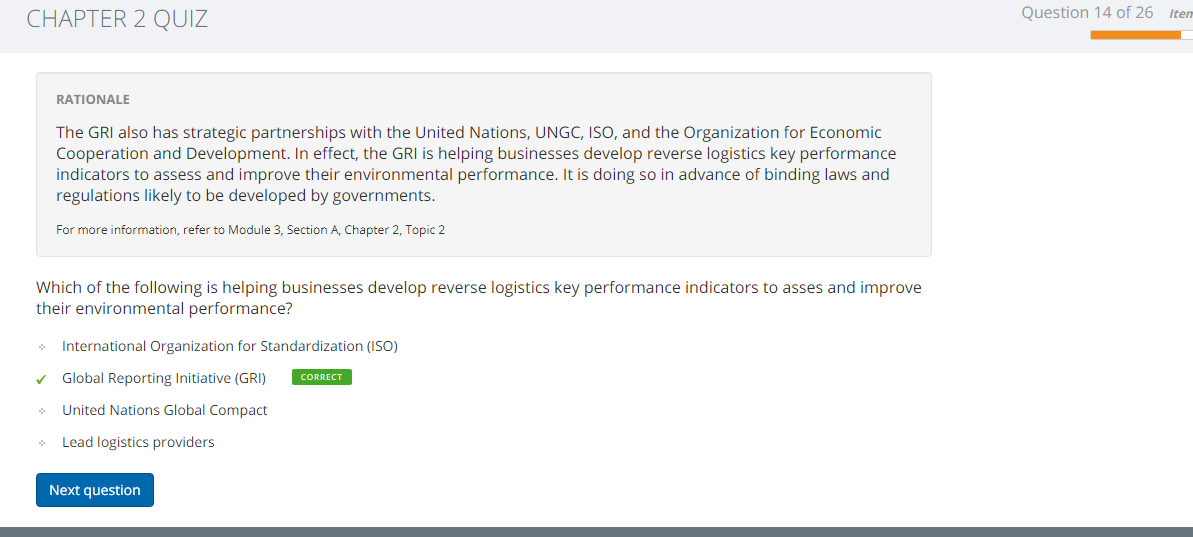 CHAPTER 2 QUIZ
Question 14 of 26
RATIONALE
The GRI also has strategic partnerships with the United Nations, UNGC, ISO, and the Organization for Economic
Cooperation and Development. In effect, the GRI is helping businesses develop reverse logistics key performance
indicators to assess and improve their environmental performance. It is doing so in advance of binding laws and
regulations likely to be developed by governments.
For more information, refer to Module 3, Section A, Chapter 2, Topic 2
Which of the following is helping businesses develop reverse logistics key performance indicators to asses and improve
their environmental performance?
International Organization for Standardization (ISO)
Global Reporting Initiative (GRI) CORRECT
United Nations Global Compact
Lead logistics providers
Next question